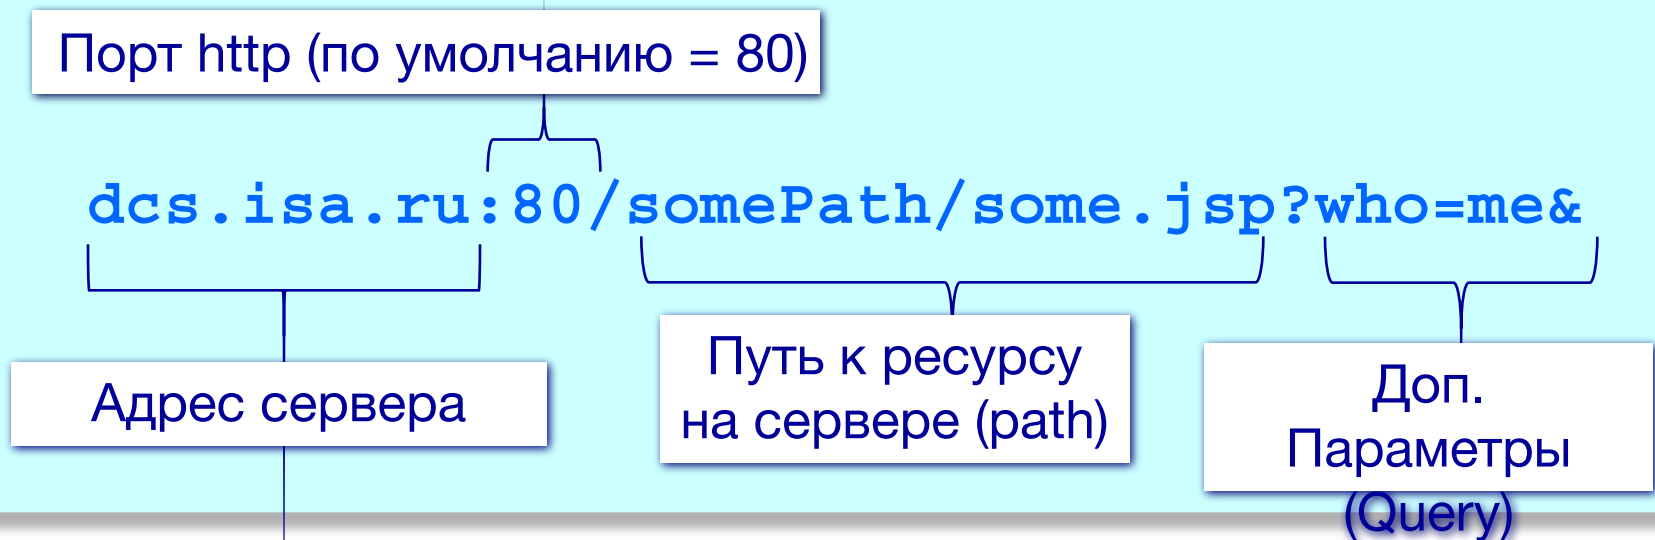 Порт http (по умолчанию = 80)
dcs.isa.ru:80/somePath/some.jsp?who=me&
Адрес сервера
Путь к ресурсу
на сервере (path)
Доп.
Параметры
(Query)